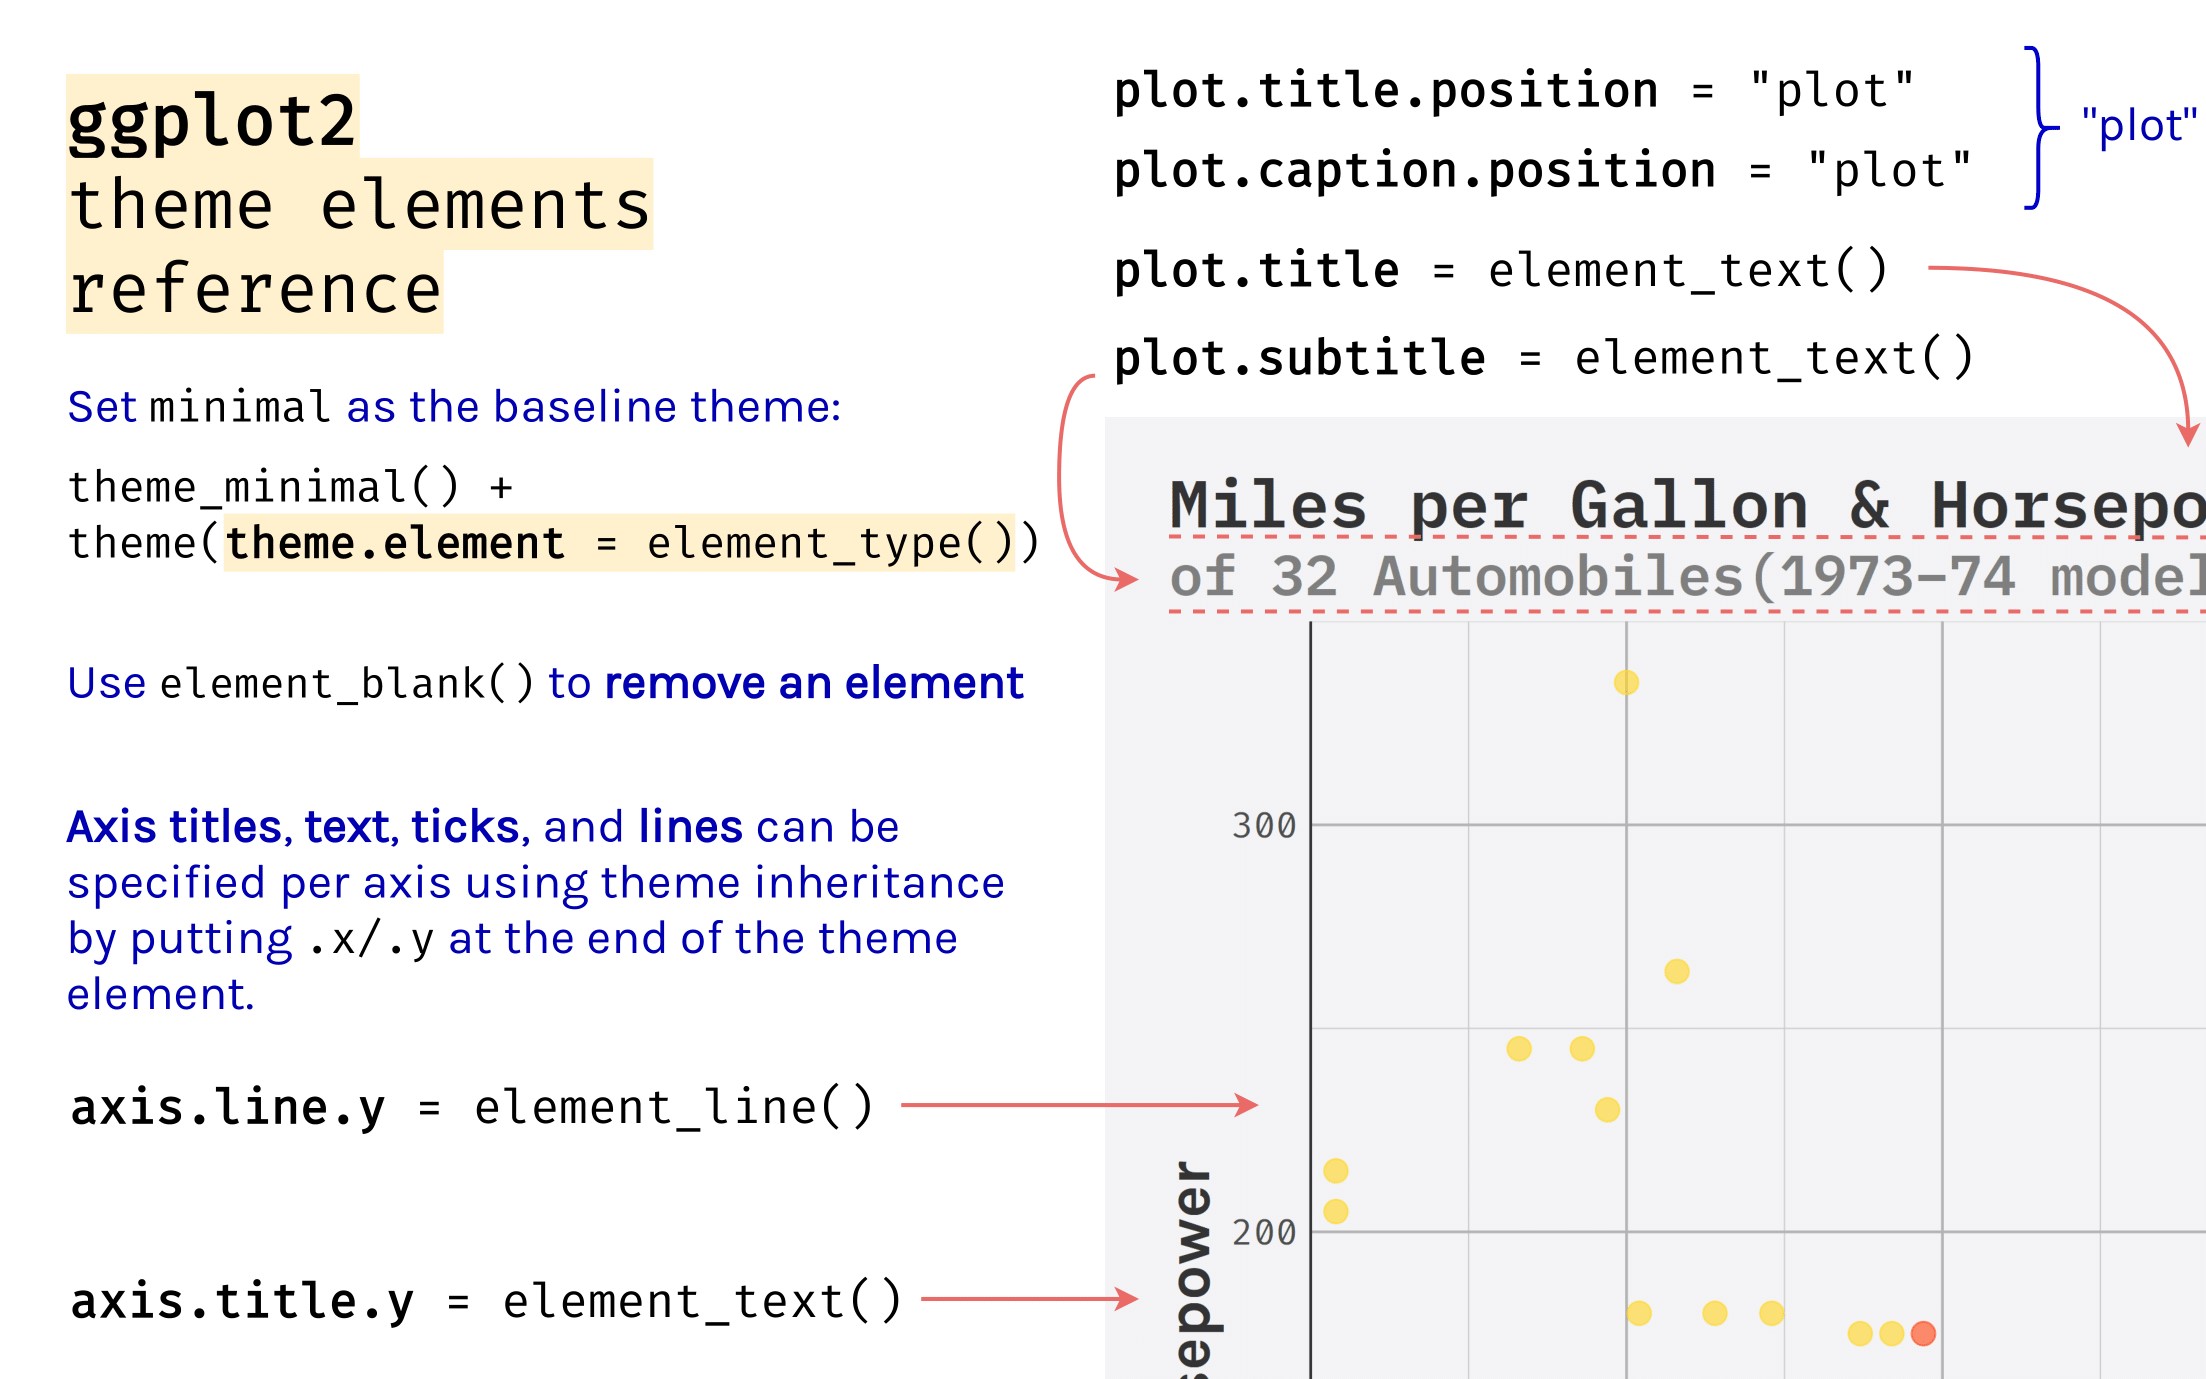 ggplot2
theme elements
reference
Set minimal as the baseline theme:
theme_minimal() +
theme(theme.element = element_type())
Use element_blank() to remove an element
Axis titles, text, ticks, and lines can be
specified per axis using theme inheritance
by putting .x/.y at the end of the theme
element.
axis.line.y = element_line()
axis.title.y = element_text()
plot.title.position = "plot"
plot.caption.position = "plot"
"plot"
plot.title = element_text()
plot.subtitle = element_text()
Miles per Gallon & Horsepo
of 32 Automobiles(1973–74 model
300
200
sepower